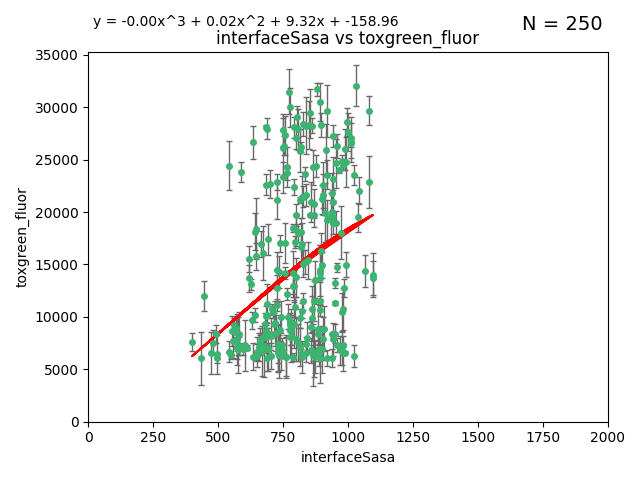 y = -0.00x^3 + 0.02x^2 + 9.32x + -158.96
N = 250
interfaceSasa vs toxgreen_fluor
35000
30000
25000
20000
15000
10000
5000
0
toxgreen_fluor
0 250 500 750 1000 1250 1500 1750 2000
interfaceSasa